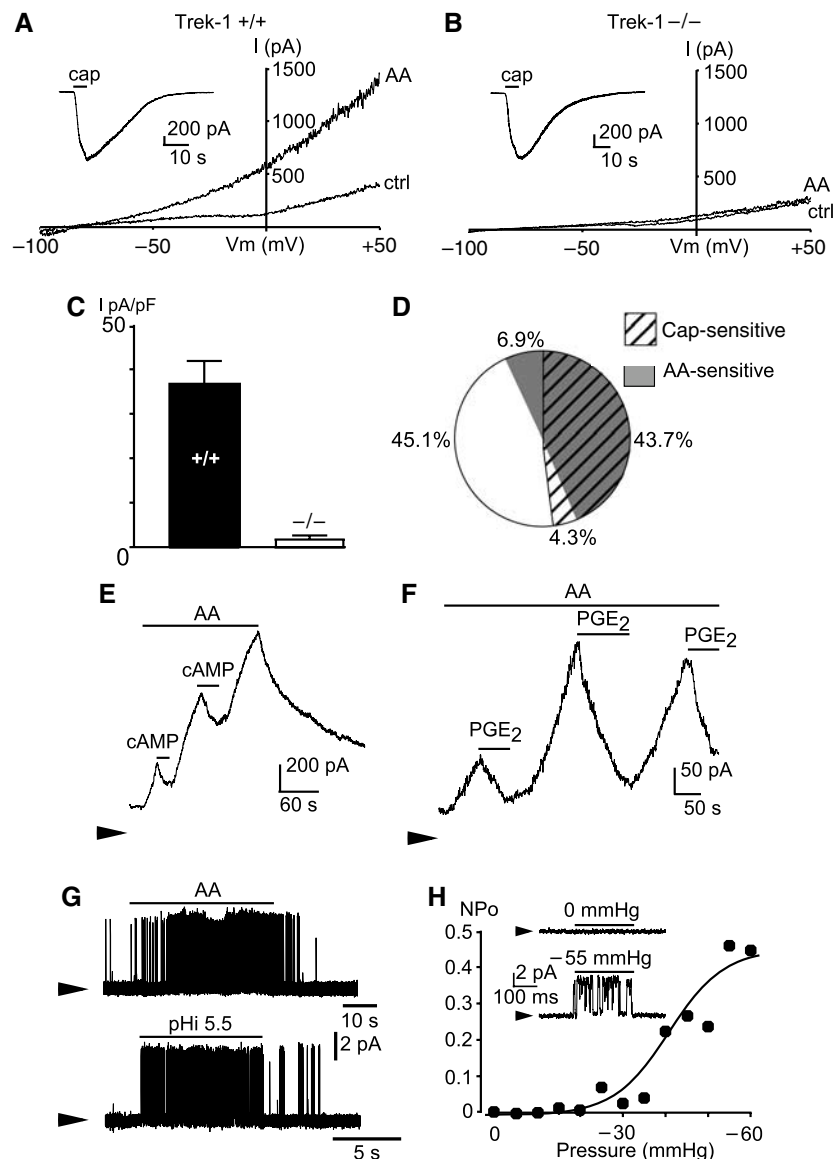 A
Trek-1 +/+
I (pA)
1500
AA
cap
200 pA
10 s
1000
500
ctrl
−100
−50
Vm (mV)
+50
B
Trek-1 −/−
I (pA)
1500
cap
200 pA
10 s
1000
500
AA
ctrl
−100
−50
Vm (mV)
+50
C
I pA/pF
50
+/+
−/−
0
D
6.9%
Cap-sensitive
AA-sensitive
45.1%
43.7%
4.3%
E
AA
cAMP
cAMP
200 pA
60 s
F
AA
PGE2
PGE2
PGE2
50 pA
50 s
G
AA
10 s
pHi 5.5
2 pA
5 s
H
NPo
0 mmHg
0.5
−55 mmHg
0.4
2 pA
100 ms
0.3
0.2
0.1
0
0
−30
−60
Pressure (mmHg)